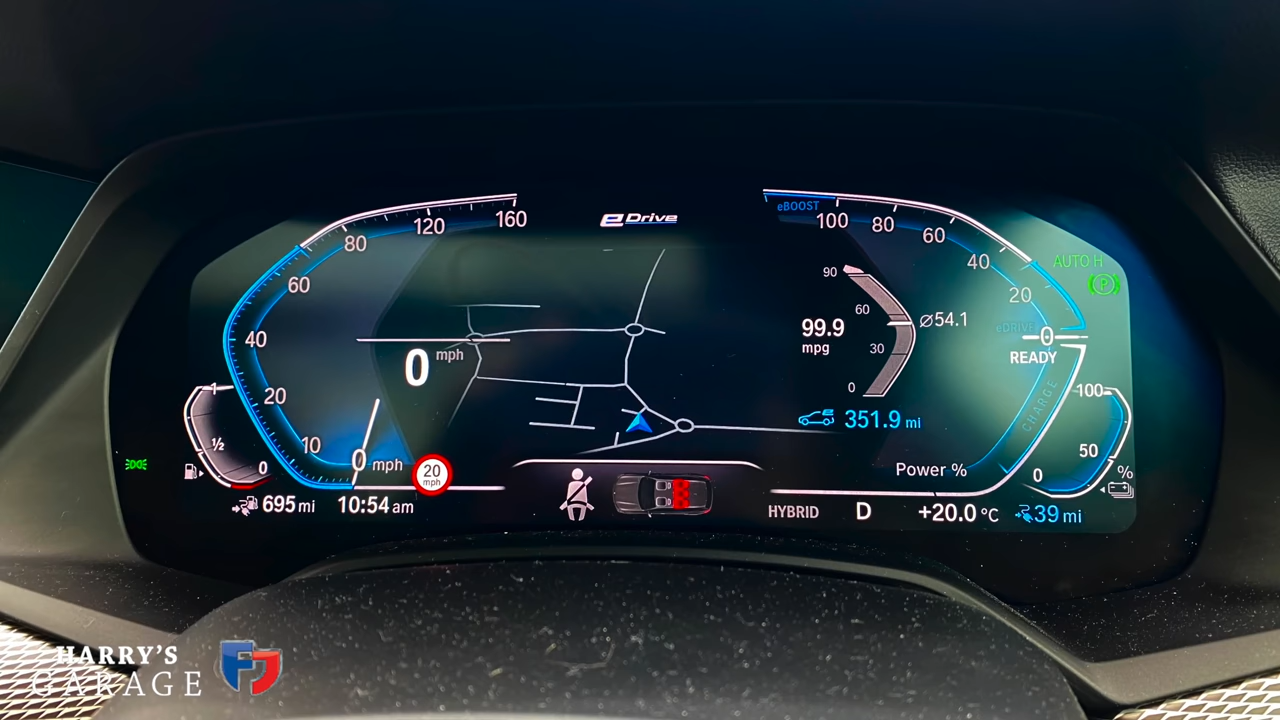 120
160
eDrive
eBOOST
100
80
60
80
40
AUTO H
P
60
90
20
60
ø54.1
99.9
mpg
eDRIVE
0
READY
40
0 mph
30
100
CHARGE
20
1
0
351.9 mi
1/2
10
50
0
0 mph
20
mph
Power %
0
%
695 mi
10:54 am
HYBRID
D
+20.0 °C
39 mi
HARRY'S
GARAGE